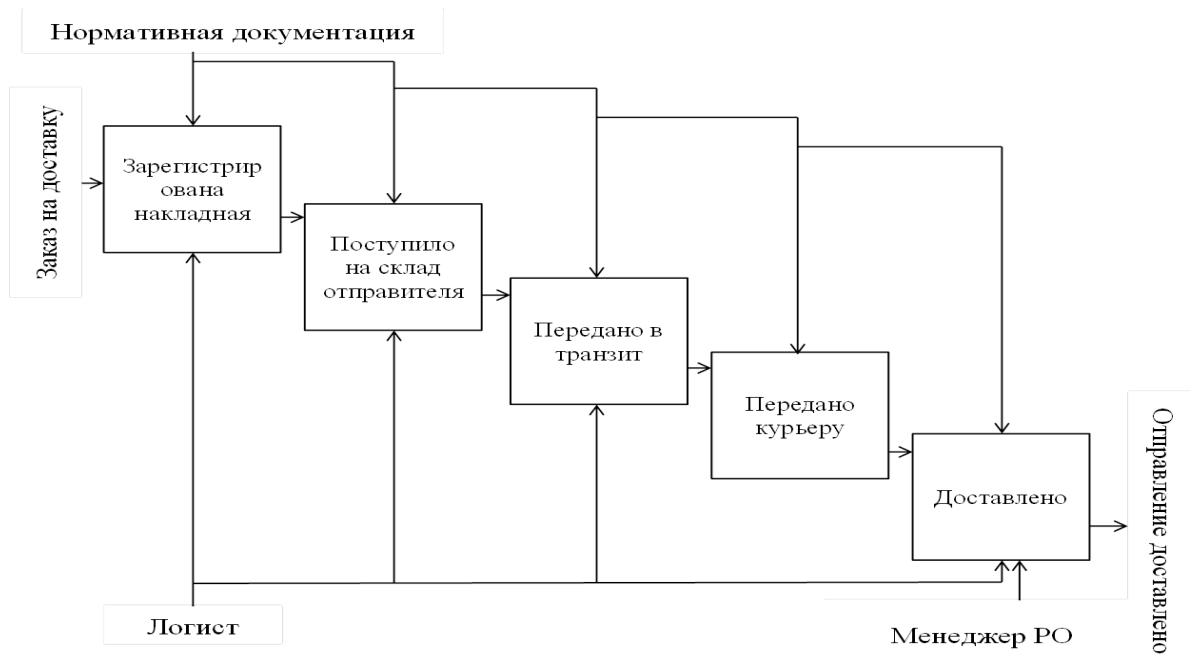 Нормативная документация
Заказ на доставку
Зарегистрир
ована
накладная
Поступило
на склад
отправителя
Передано в
транзит
Передано
курьеру
Доставлено
Отправление доставлено
Логист
Менеджер РО